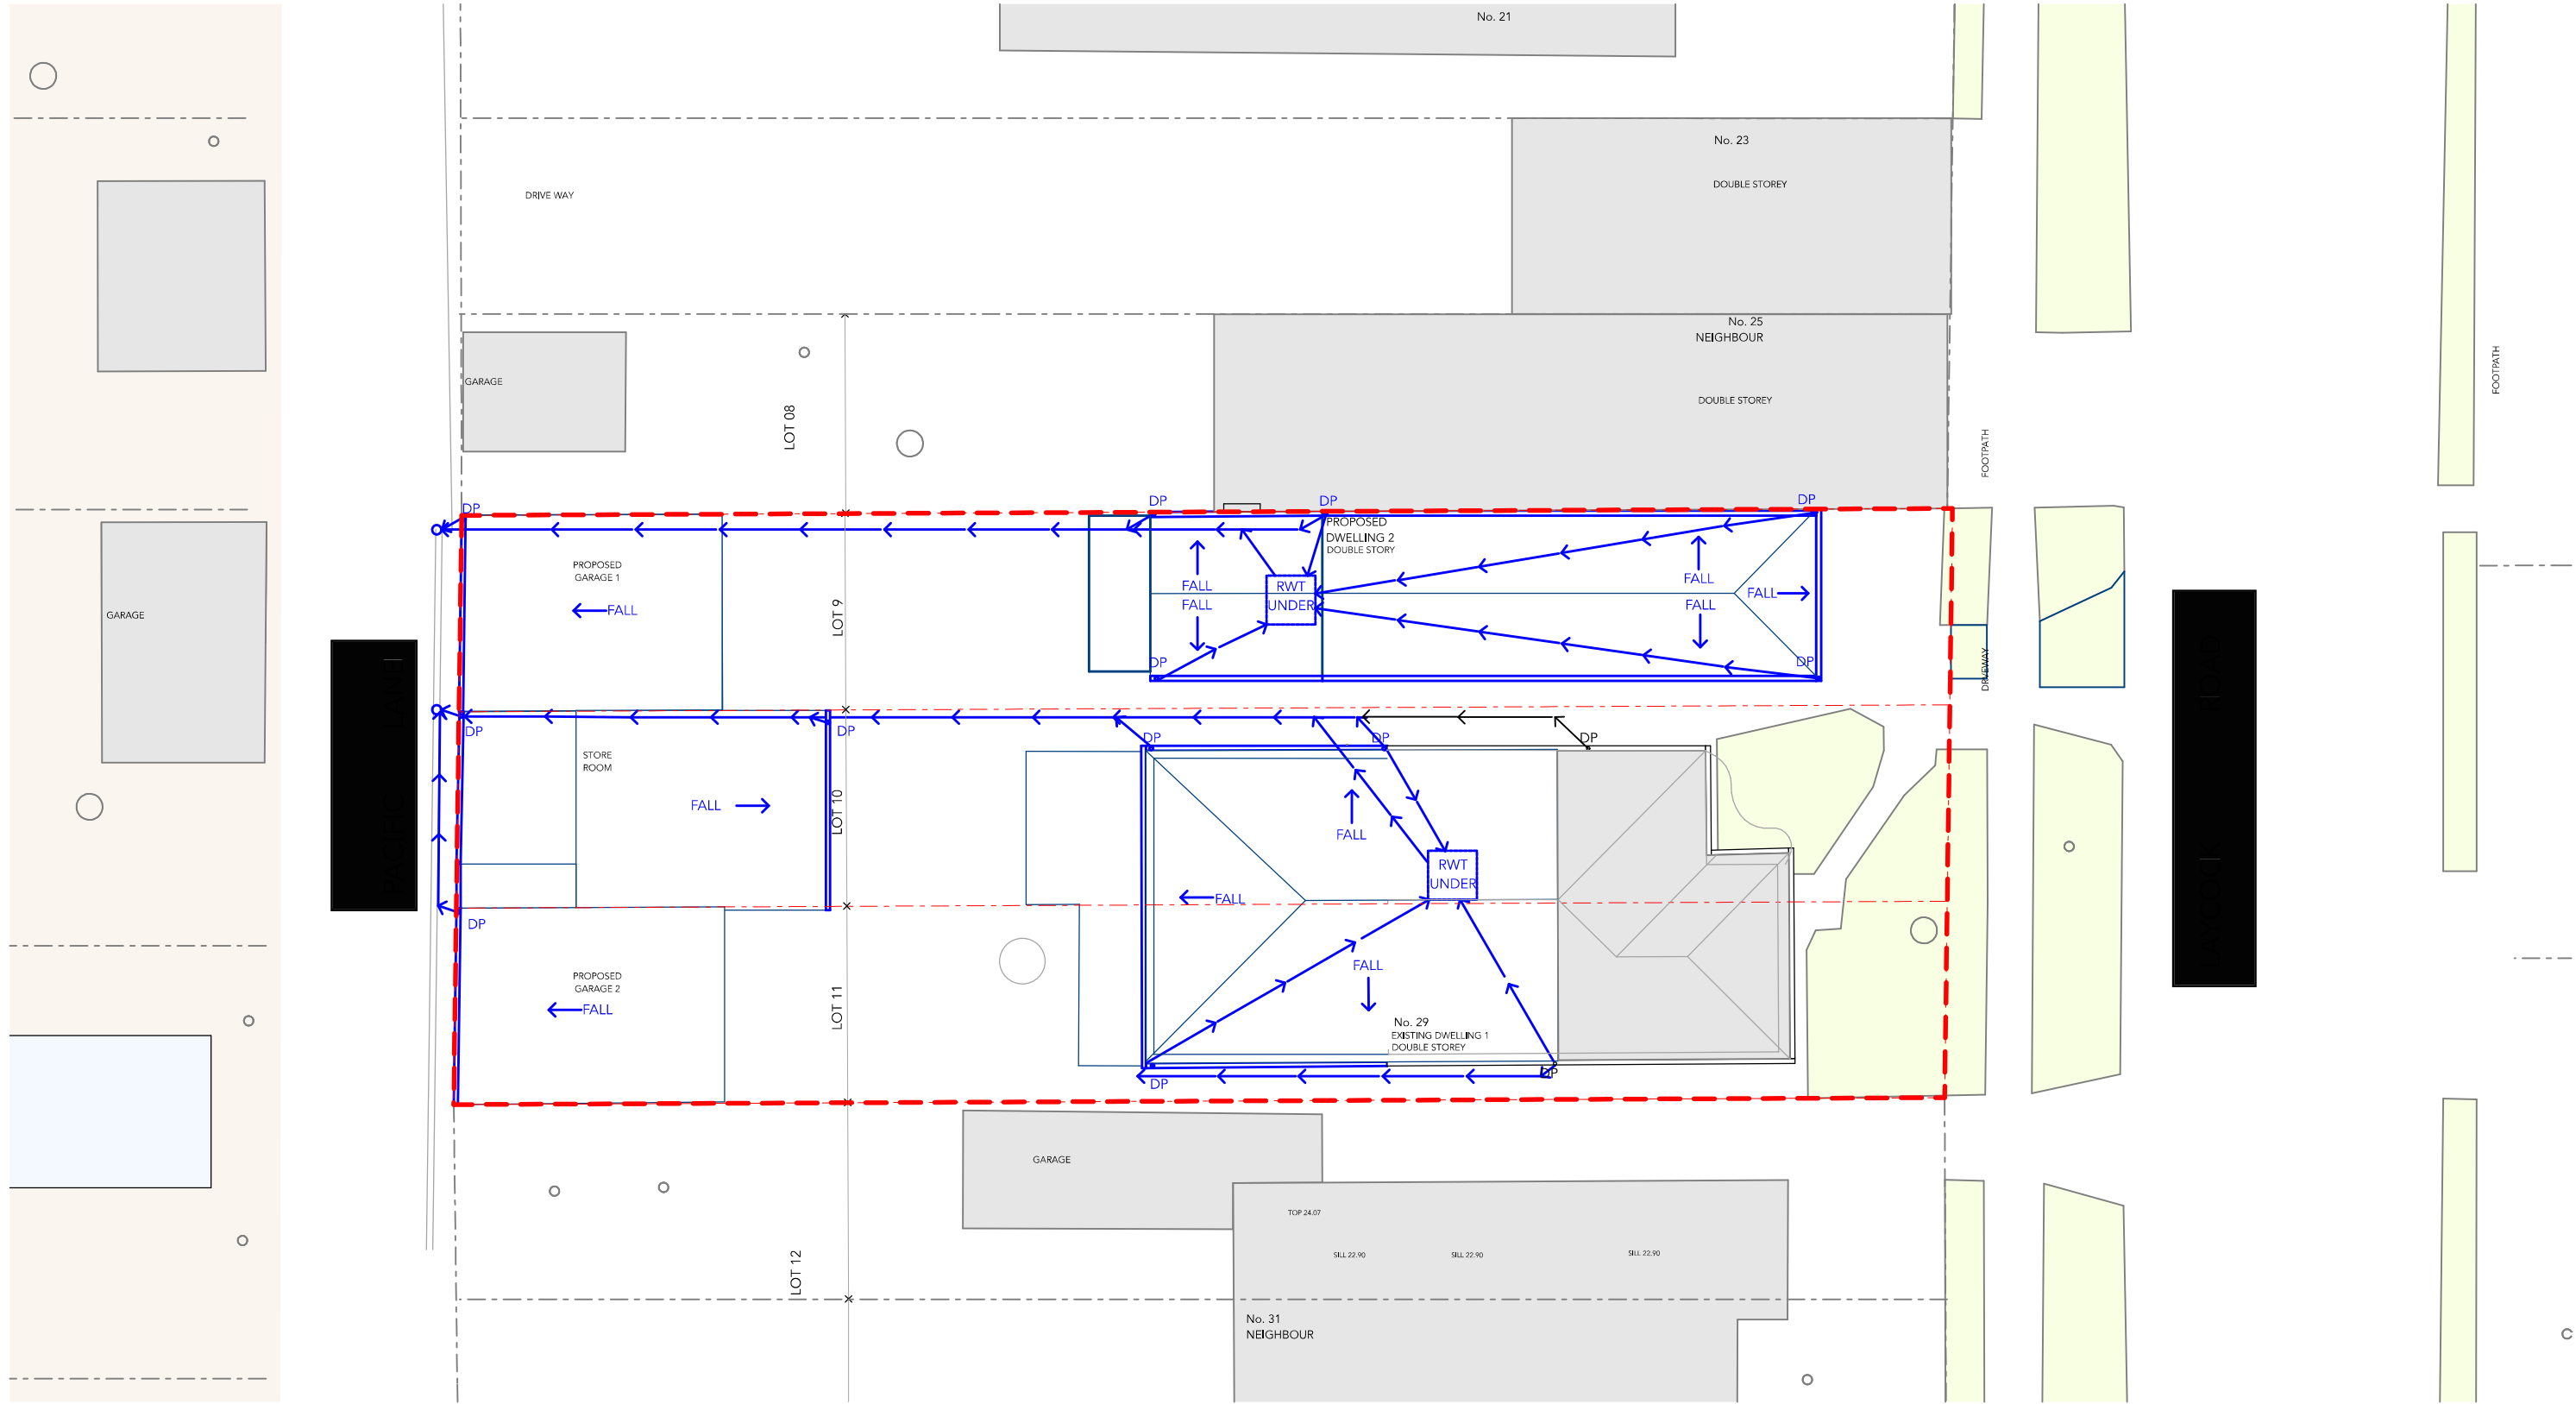 No. 21
No. 23
DOUBLE STOREY
DRIVE WAY
No. 25
NEIGHBOUR
DOUBLE STOREY
FOOTPATH
GARAGE
LOT 08
FOOTPATH
DP
DP
DP
DP
PROPOSED
DWELLING 2
DOUBLE STORY
PROPOSED
GARAGE 1
FALL
FALL
FALL
RWT
UNDER
FALL
FALL
FALL
GARAGE
LOT 9
DP
DP
DRIVEWAY
PACIFIC LANE
LAYCOCK ROAD
DP
DP
DP
DP
DP
STORE
ROOM
FALL
LOT 10
FALL
RWT
UNDER
FALL
DP
FALL
PROPOSED
GARAGE 2
FALL
LOT 11
No. 29
EXISTING DWELLING 1
DOUBLE STOREY
DP
DP
GARAGE
TOP 24.07
SILL 22.90
SILL 22.90
SILL 22.90
LOT 12
No. 31
NEIGHBOUR